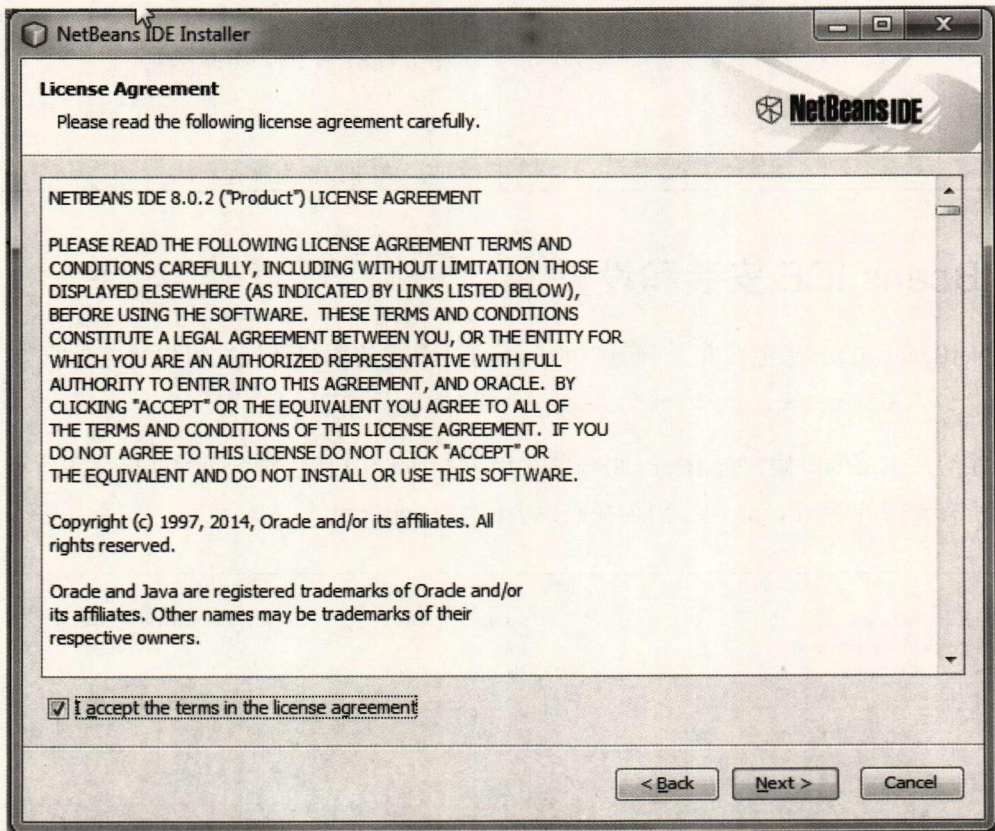 NetBeans IDE Installer
License Agreement
Please read the following license agreement carefully.
NetBeans IDE
NETBEANS IDE 8.0.2 ("Product") LICENSE AGREEMENT
PLEASE READ THE FOLLOWING LICENSE AGREEMENT TERMS AND
CONDITIONS CAREFULLY, INCLUDING WITHOUT LIMITATION THOSE
DISPLAYED ELSEWHERE (AS INDICATED BY LINKS LISTED BELOW),
BEFORE USING THE SOFTWARE.  THESE TERMS AND CONDITIONS
CONSTITUTE A LEGAL AGREEMENT BETWEEN YOU, OR THE ENTITY FOR
WHICH YOU ARE AN AUTHORIZED REPRESENTATIVE WITH FULL
AUTHORITY TO ENTER INTO THIS AGREEMENT, AND ORACLE.  BY
CLICKING "ACCEPT" OR THE EQUIVALENT YOU AGREE TO ALL OF
THE TERMS AND CONDITIONS OF THIS LICENSE AGREEMENT.  IF YOU
DO NOT AGREE TO THIS LICENSE DO NOT CLICK "ACCEPT" OR
THE EQUIVALENT AND DO NOT INSTALL OR USE THIS SOFTWARE.
Copyright (c) 1997, 2014, Oracle and/or its affiliates. All
rights reserved.
Oracle and Java are registered trademarks of Oracle and/or
its affiliates. Other names may be trademarks of their
respective owners.
I accept the terms in the license agreement
< Back
Next >
Cancel